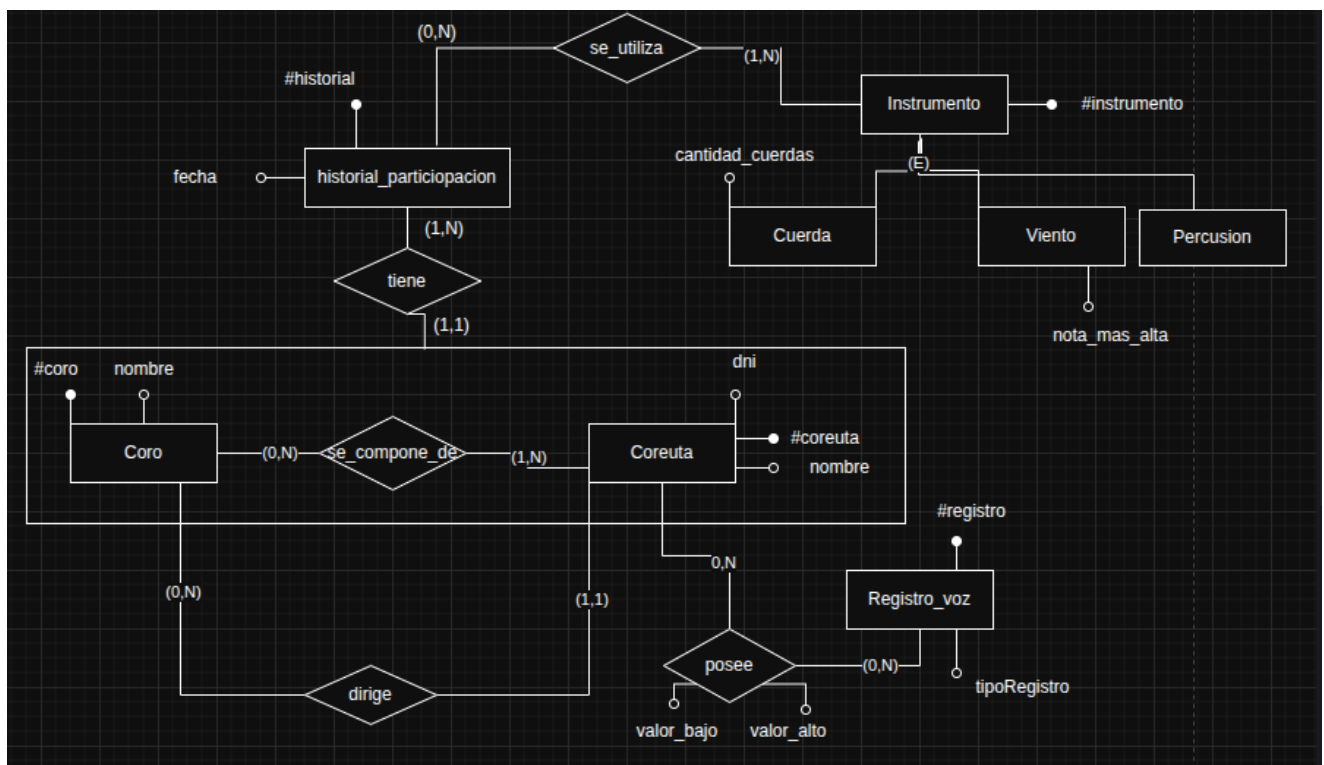 (0,N)
se_utiliza
(1,N)
#historial
Instrumento
#instrumento
cantidad_cuerdas
(E)
fecha
historial_particiopacion
(1,N)
Cuerda
Viento
Percusion
tiene
(1,1)
nota_mas_alta
#coro
nombre
dni
Coro
(0,N)
se_compone_de
(1,N)
Coreuta
#coreuta
nombre
#registro
0,N
(0,N)
(1,1)
Registro_voz
posee
(0,N)
dirige
tipoRegistro
valor_bajo
valor_alto